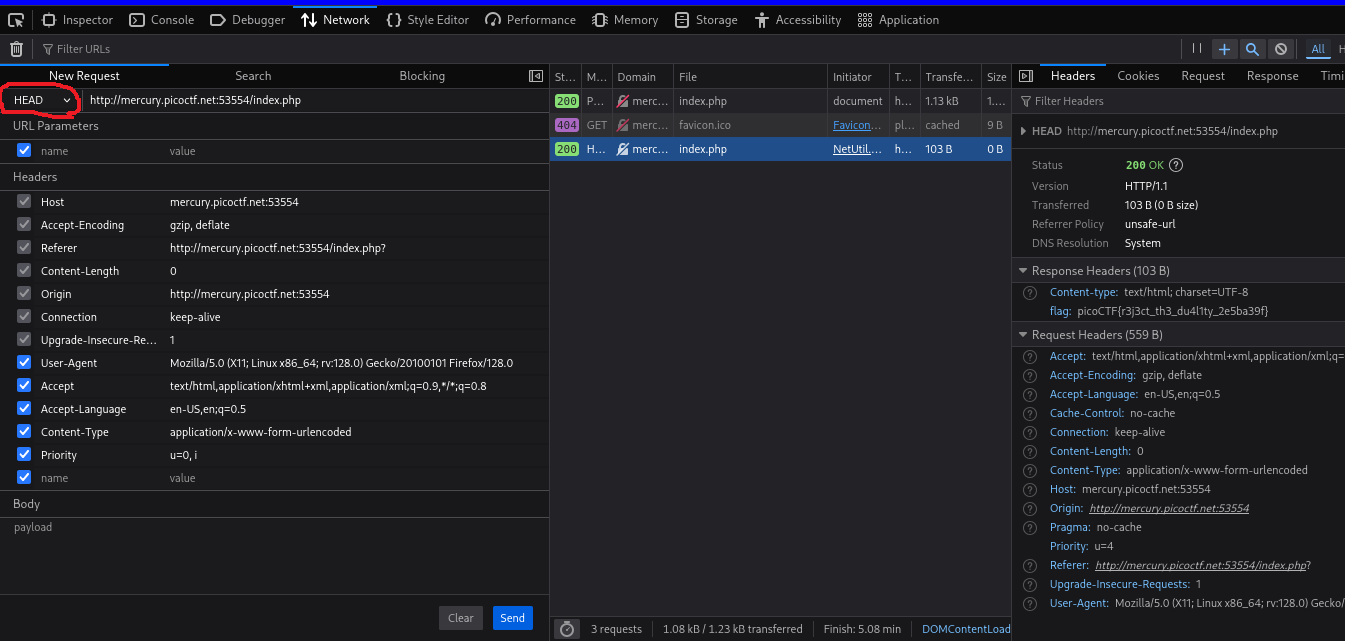 Inspector Console Debugger Network Style Editor Performance Memory Storage Accessibility Application
Filter URLs All
New Request Search Blocking
HEAD http://mercury.picoctf.net:53554/index.php
URL Parameters
name value
Headers
Host mercury.picoctf.net:53554
Accept-Encoding gzip, deflate
Referer http://mercury.picoctf.net:53554/index.php?
Content-Length 0
Origin http://mercury.picoctf.net:53554
Connection keep-alive
Upgrade-Insecure-Re... 1
User-Agent Mozilla/5.0 (X11; Linux x86_64; rv:128.0) Gecko/20100101 Firefox/128.0
Accept text/html,application/xhtml+xml,application/xml;q=0.9,*/*;q=0.8
Accept-Language en-US,en;q=0.5
Content-Type application/x-www-form-urlencoded
Priority u=0, i
name value
Body
payload
Clear Send
St... M... Domain File Initiator T... Transfe... Size
200 P... merc... index.php document h... 1.13 kB 1....
404 GET merc... favicon.ico Favicon... pl... cached 9 B
200 H... merc... index.php NetUtil.... h... 103 B 0 B
3 requests 1.08 kB / 1.23 kB transferred Finish: 5.08 min DOMContentLoad
Headers Cookies Request Response Timi
Filter Headers
HEAD http://mercury.picoctf.net:53554/index.php
Status 200 OK
Version HTTP/1.1
Transferred 103 B (0 B size)
Referrer Policy unsafe-url
DNS Resolution System
Response Headers (103 B)
Content-type: text/html; charset=UTF-8
flag: picoCTF{r3j3ct_th3_du4l1ty_2e5ba39f}
Request Headers (559 B)
Accept: text/html,application/xhtml+xml,application/xml;q=
Accept-Encoding: gzip, deflate
Accept-Language: en-US,en;q=0.5
Cache-Control: no-cache
Connection: keep-alive
Content-Length: 0
Content-Type: application/x-www-form-urlencoded
Host: mercury.picoctf.net:53554
Origin: http://mercury.picoctf.net:53554
Pragma: no-cache
Priority: u=4
Referer: http://mercury.picoctf.net:53554/index.php?
Upgrade-Insecure-Requests: 1
User-Agent: Mozilla/5.0 (X11; Linux x86_64; rv:128.0) Gecko/